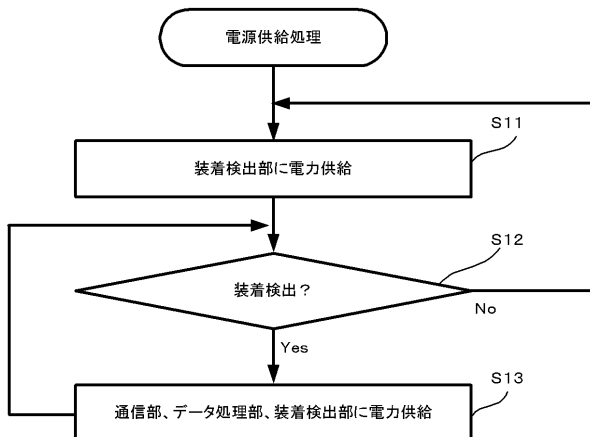 電源供給処理
S11
装着検出部に電力供給
S12
装着検出？
No
Yes
S13
通信部、データ処理部、装着検出部に電力供給